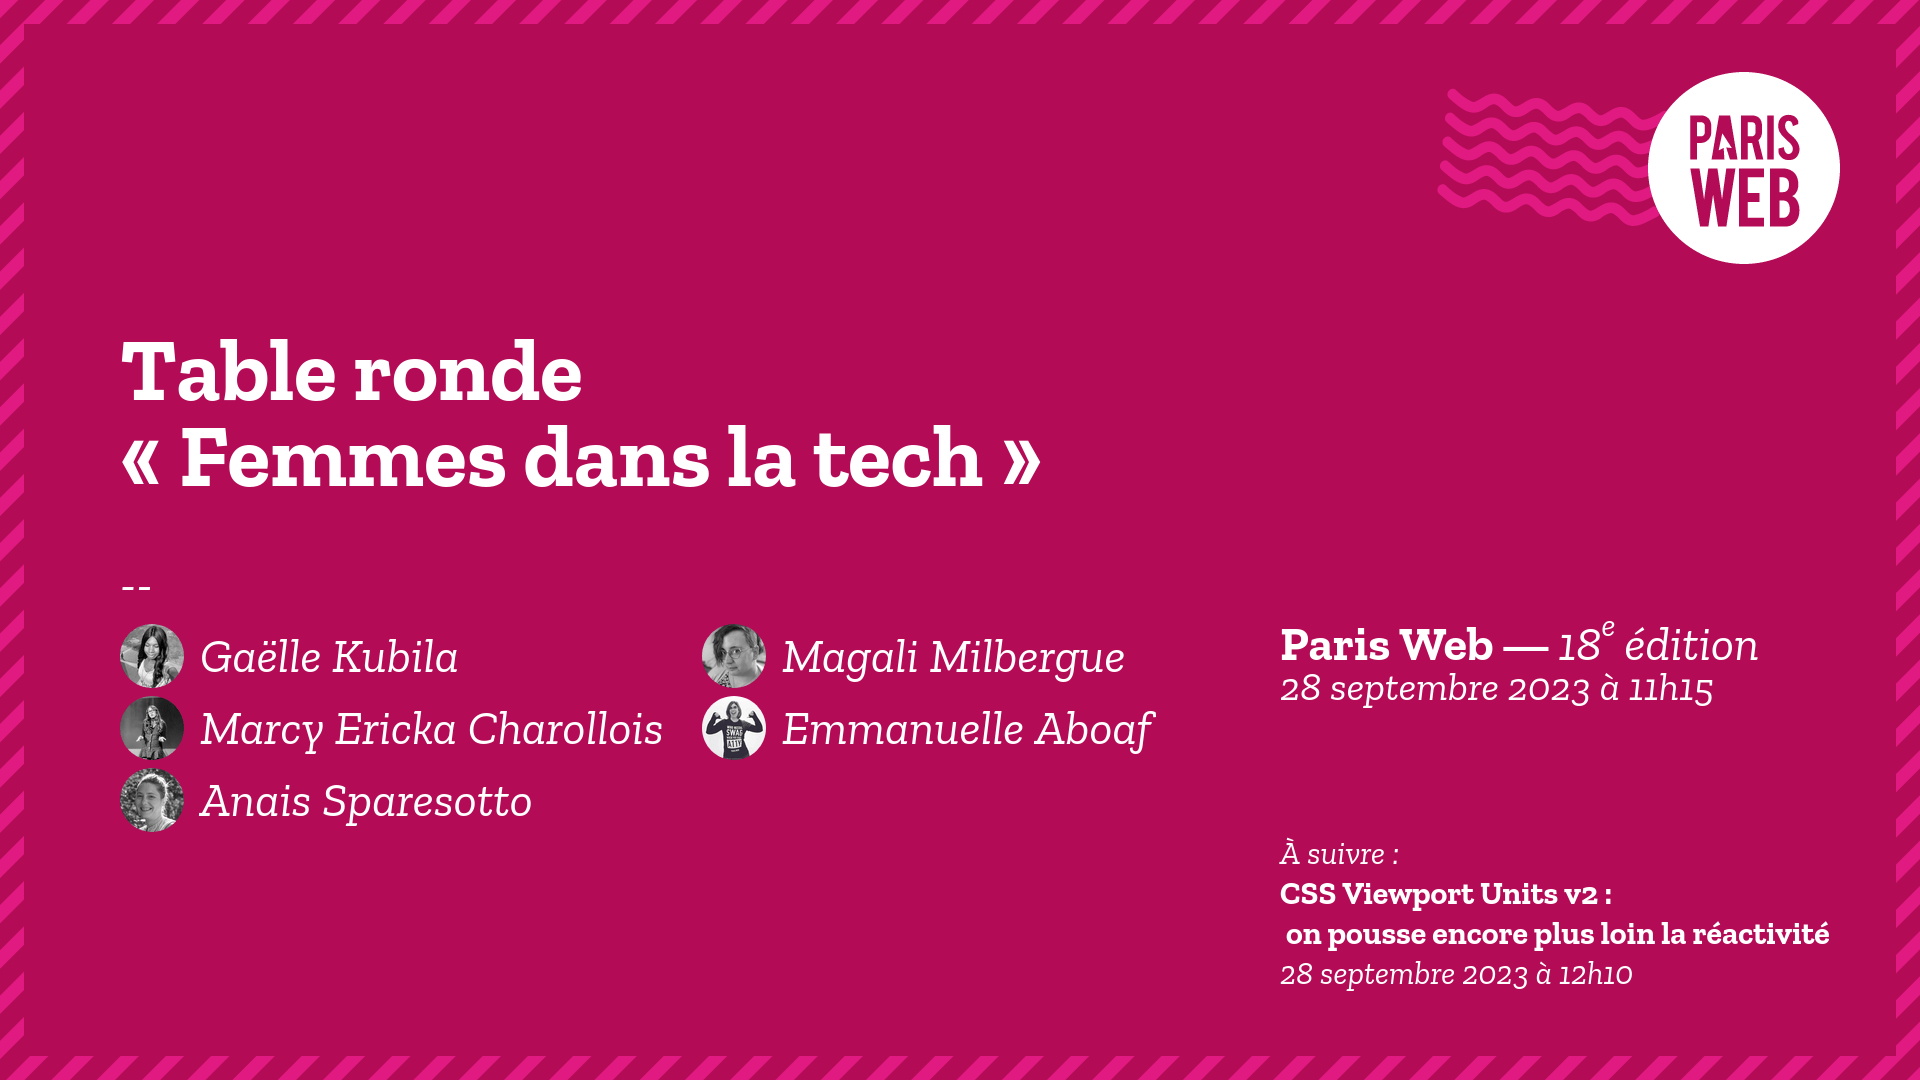 PARIS
WEB
Table ronde
« Femmes dans la tech »
--
Gaëlle Kubila
Marcy Ericka Charollois
Anais Sparesotto
Magali Milbergue
Emmanuelle Aboaf
Paris Web — 18e édition
28 septembre 2023 à 11h15
À suivre :
CSS Viewport Units v2 :
on pousse encore plus loin la réactivité
28 septembre 2023 à 12h10